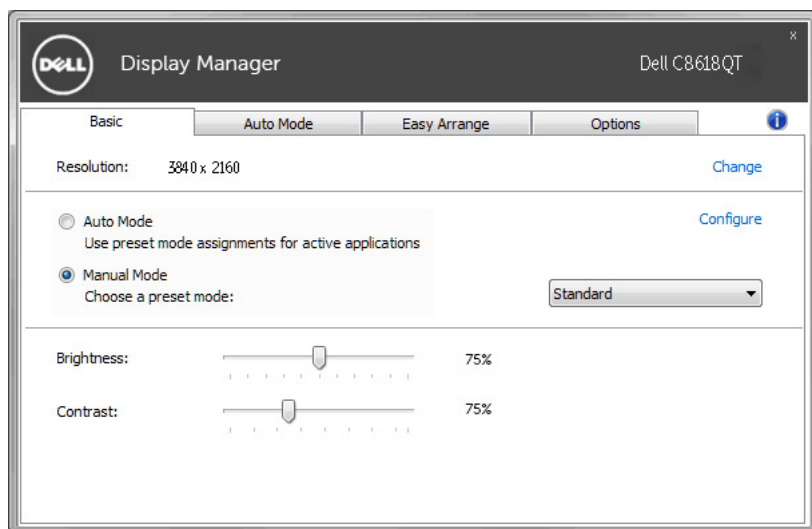 DELL Display Manager Dell C8618QT
x
Basic Auto Mode Easy Arrange Options i
Resolution: 3840 x 2160 Change
Auto Mode Configure
Use preset mode assignments for active applications
Manual Mode
Choose a preset mode: Standard
Brightness: 75%
Contrast: 75%